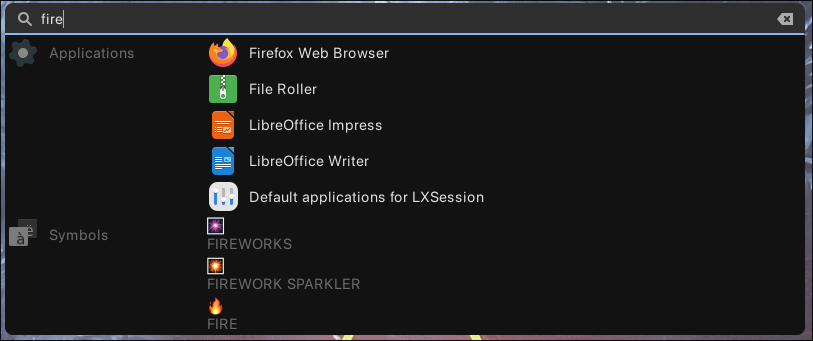 fire
Applications
Firefox Web Browser
File Roller
LibreOffice Impress
LibreOffice Writer
Default applications for LXSession
à
Symbols
FIREWORKS
FIREWORK SPARKLER
FIRE